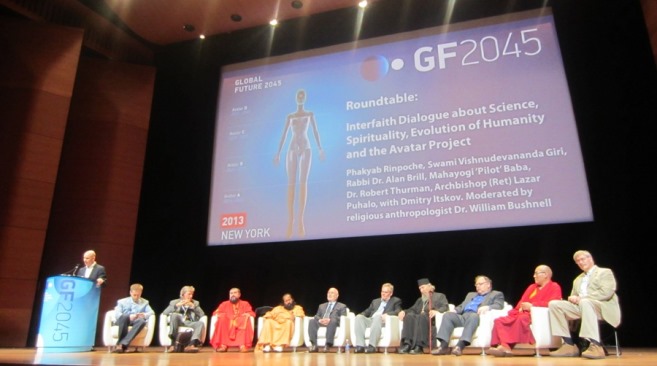 GF2045
GLOBAL
FUTURE 2045
Roundtable:
Interfaith Dialogue about Science,
Spirituality, Evolution of Humanity
and the Avatar Project
Phakyab Rinpoche, Swami Vishnudevananda Giri,
Rabbi Dr. Alan Brill, Mahayogi 'Pilot' Baba,
Dr. Robert Thurman, Archbishop (Ret) Lazar
Puhalo, with Dmitry Itskov. Moderated by
religious anthropologist Dr. William Bushnell
2013
NEW YORK
GF2045